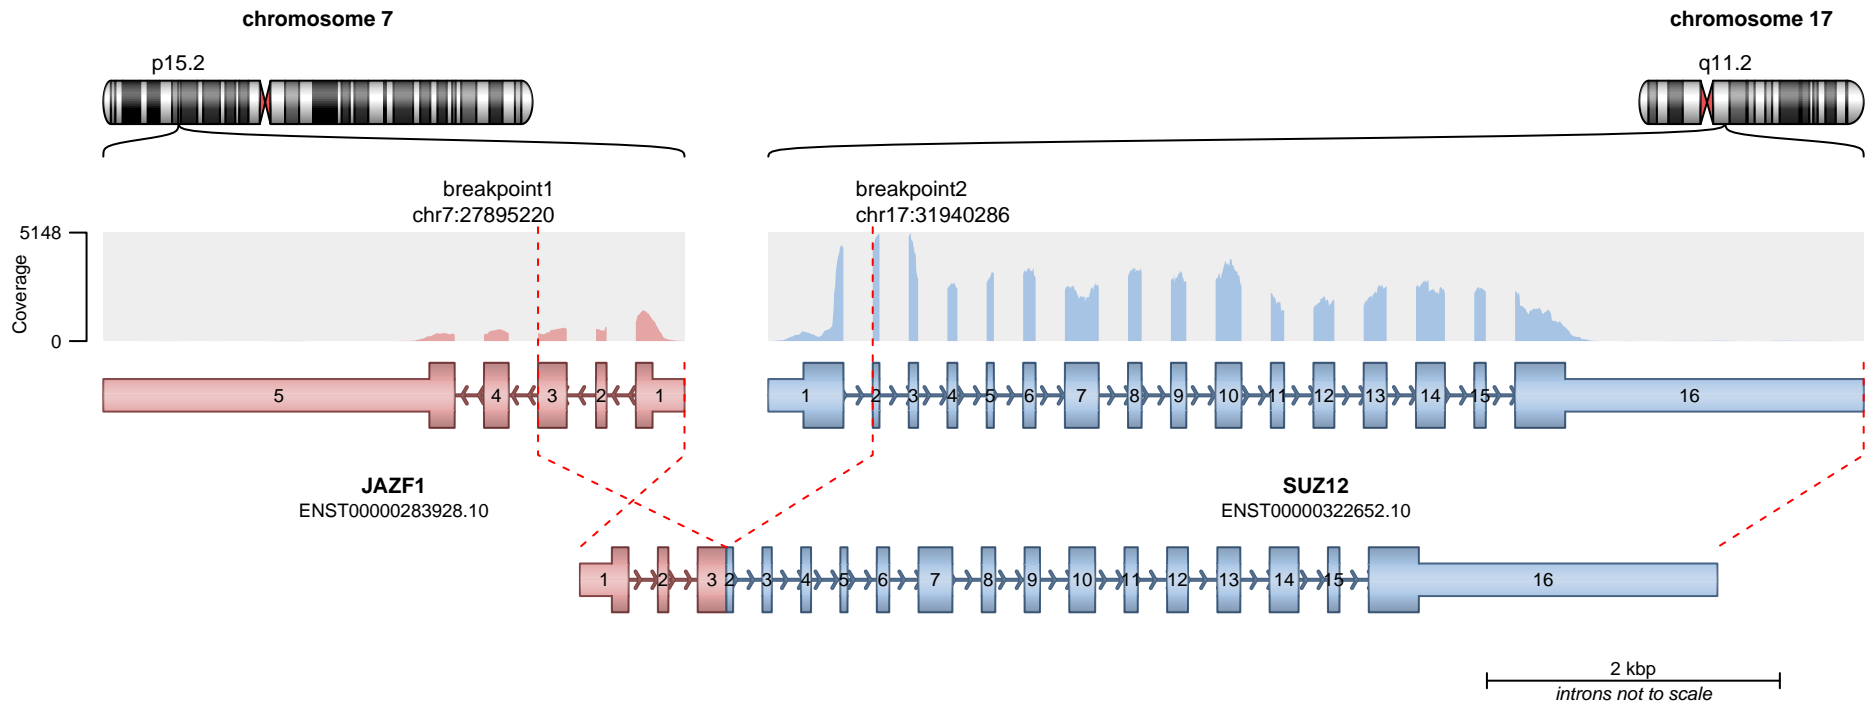 chromosome 7
chromosome 17
p15.2
q11.2
breakpoint1
chr7:27895220
breakpoint2
chr17:31940286
Coverage
5148
0
5 4 3 2 1
1 2 3 4 5 6 7 8 9 10 11 12 13 14 15 16
JAZF1
ENST00000283928.10
SUZ12
ENST00000322652.10
1 2 3 2 3 4 5 6 7 8 9 10 11 12 13 14 15 16
2 kbp
introns not to scale